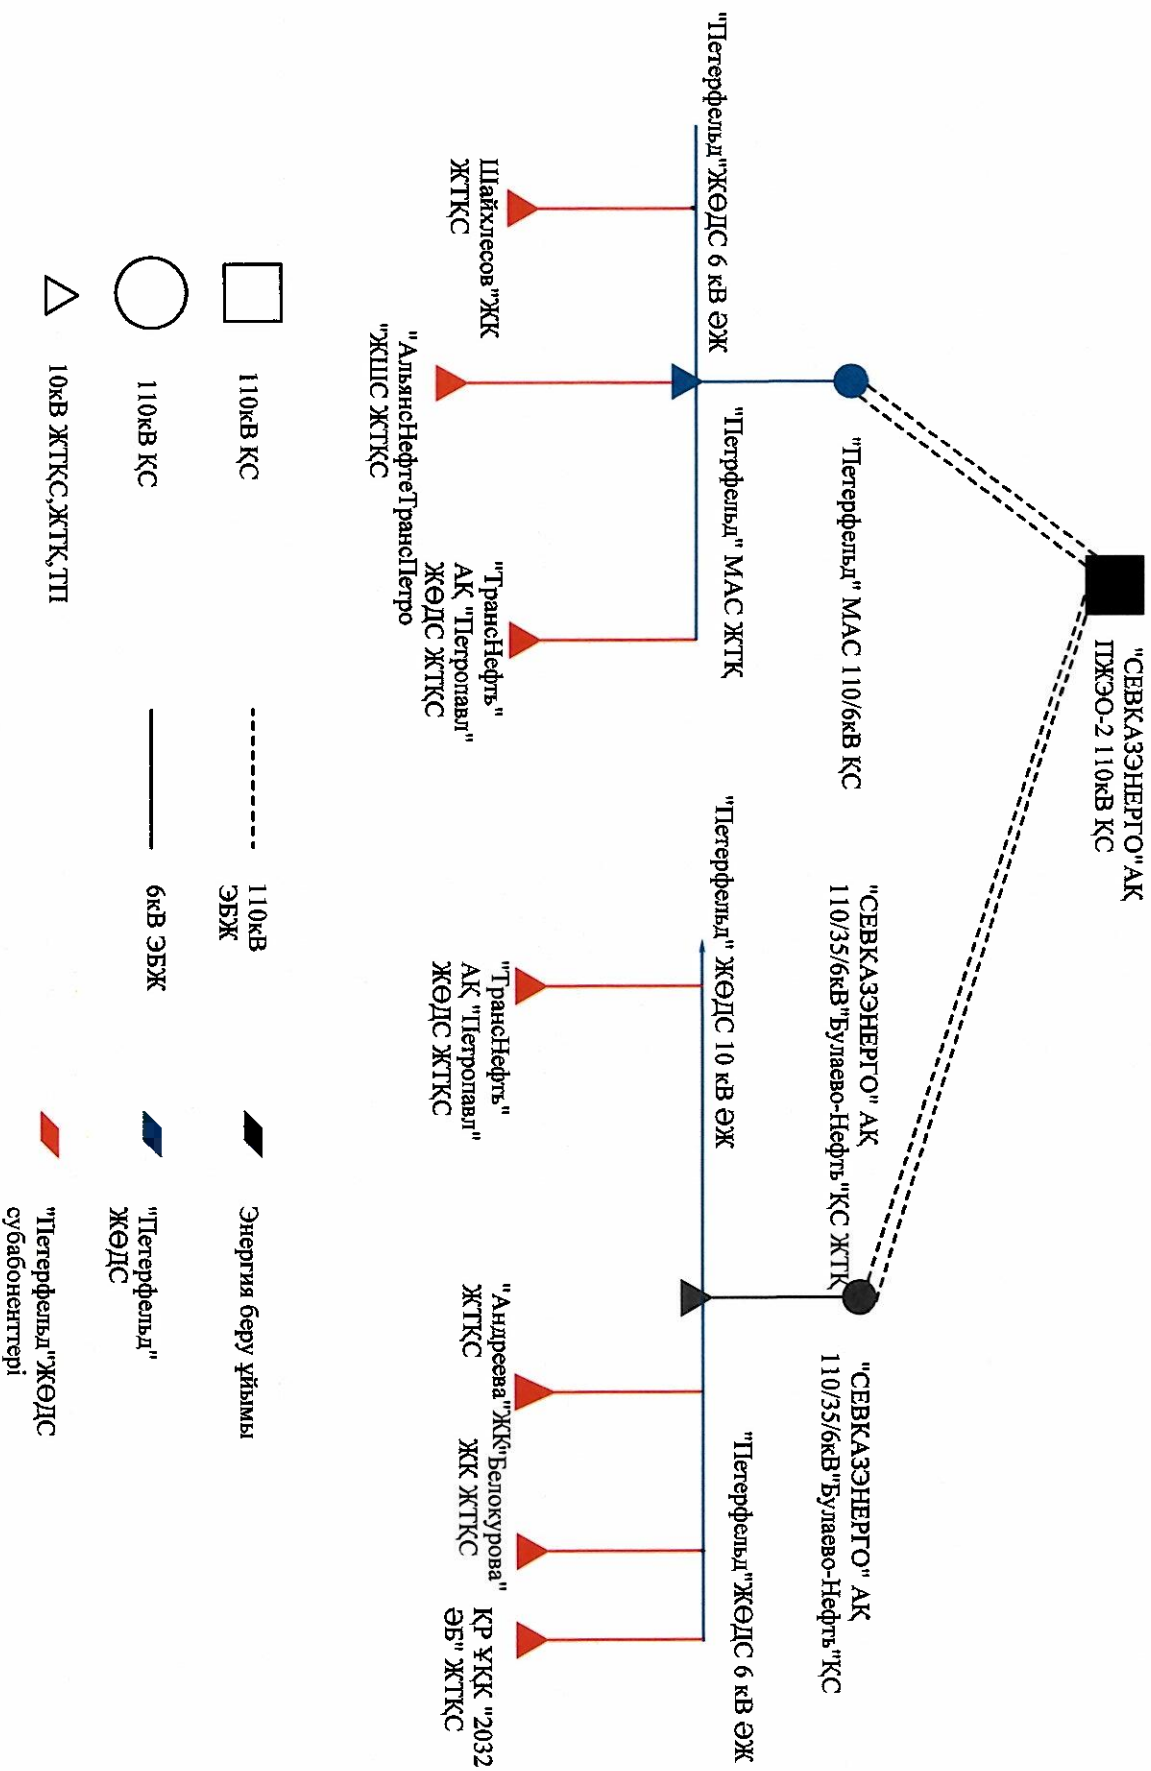 "СЕВКАЗЭНЕРГО"АҚ
ПЖЭО-2 110кВ ҚС
"Петерфельд" МАС 110/6кВ ҚС
"СЕВКАЗЭНЕРГО" АҚ
110/35/6кВ"Булаево-Нефть"ҚС ЖТҚ
"СЕВКАЗЭНЕРГО" АҚ
110/35/6кВ"Булаево-Нефть"ҚС
"Петерфельд"ЖӨДС 6 кВ ӘЖ
"Петрфельд" МАС ЖТҚ
"Петерфельд" ЖӨДС 10 кВ ӘЖ
"Петерфельд"ЖӨДС 6 кВ ӘЖ
Шайхлесов"ЖК
ЖТҚС
"АльянсНефтеТрансПетро
"ЖШС ЖТҚС
"ТрансНефть"
АҚ "Петропавл"
ЖӨДС ЖТҚС
"ТрансНефть"
АҚ "Петропавл"
ЖӨДС ЖТҚС
"Андреева"ЖК
ЖТҚС
"Белокурова"
ЖК ЖТҚС
ҚР ҰҚК "2032
ӘБ" ЖТҚС
110кВ ҚС
110кВ
ЭБЖ
Энергия беру ұйымы
110кВ ҚС
6кВ ЭБЖ
"Петерфельд"
ЖӨДС
10кВ ЖТҚС,ЖТҚ,ТП
"Петерфельд"ЖӨДС
субабоненттері